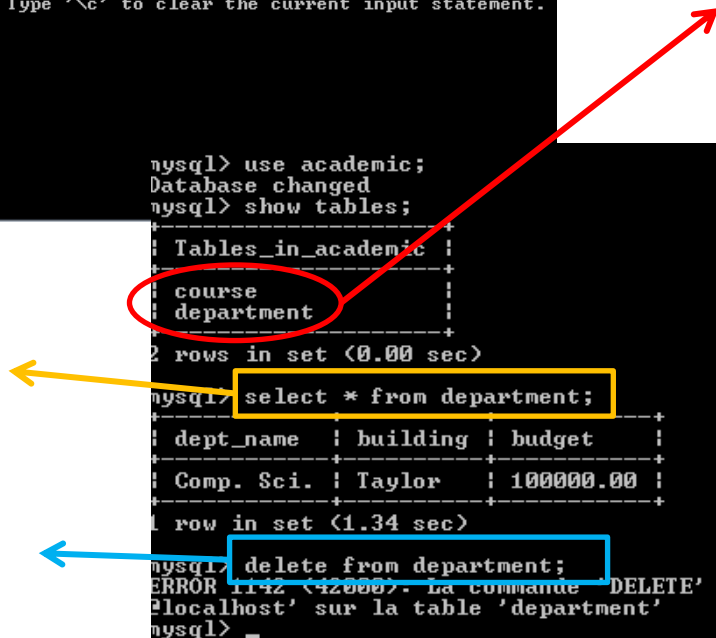 Type '\c' to clear the current input statement.
mysql> use academic;
Database changed
mysql> show tables;
Tables_in_academic
course
department
2 rows in set (0.00 sec)
mysql> select * from department;
dept_name | building | budget
Comp. Sci. | Taylor | 100000.00
1 row in set (1.34 sec)
mysql> delete from department;
ERROR 1142 (42000): La commande 'DELETE'
@localhost' sur la table 'department'
mysql>